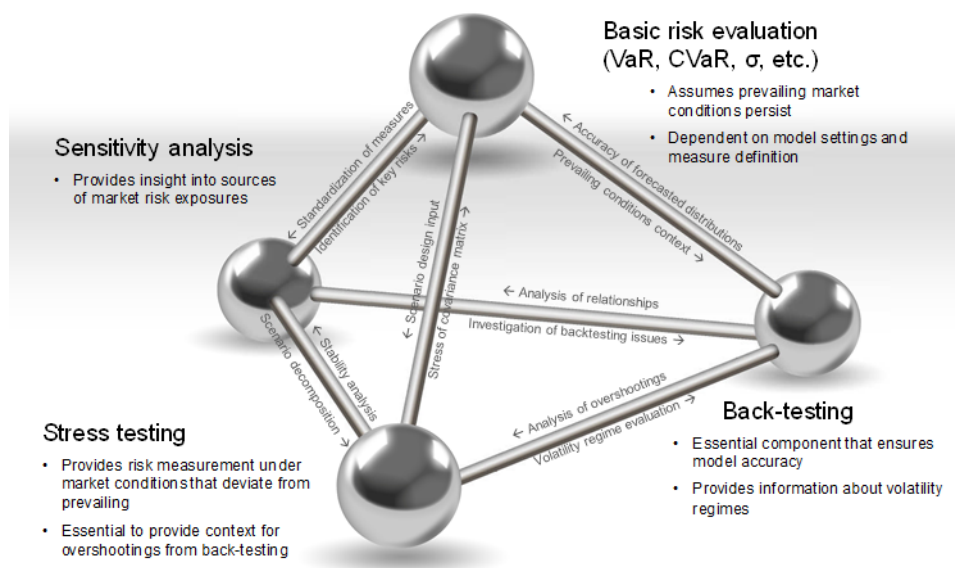 Basic risk evaluation
(VaR, CVaR, σ, etc.)
• Assumes prevailing market
conditions persist
• Dependent on model settings and
measure definition
Sensitivity analysis
• Provides insight into sources
of market risk exposures
← Standardization of measures
Identification of key risks →
← Accuracy of forecasted distributions
Prevailing conditions context →
← Scenario design input
Stress of covariance matrix →
← Analysis of relationships
Investigation of backtesting issues →
← Stability analysis
Scenario decomposition →
← Analysis of overshootings
Volatility regime evaluation →
Stress testing
• Provides risk measurement under
market conditions that deviate from
prevailing
• Essential to provide context for
overshootings from back-testing
Back-testing
• Essential component that ensures
model accuracy
• Provides information about volatility
regimes